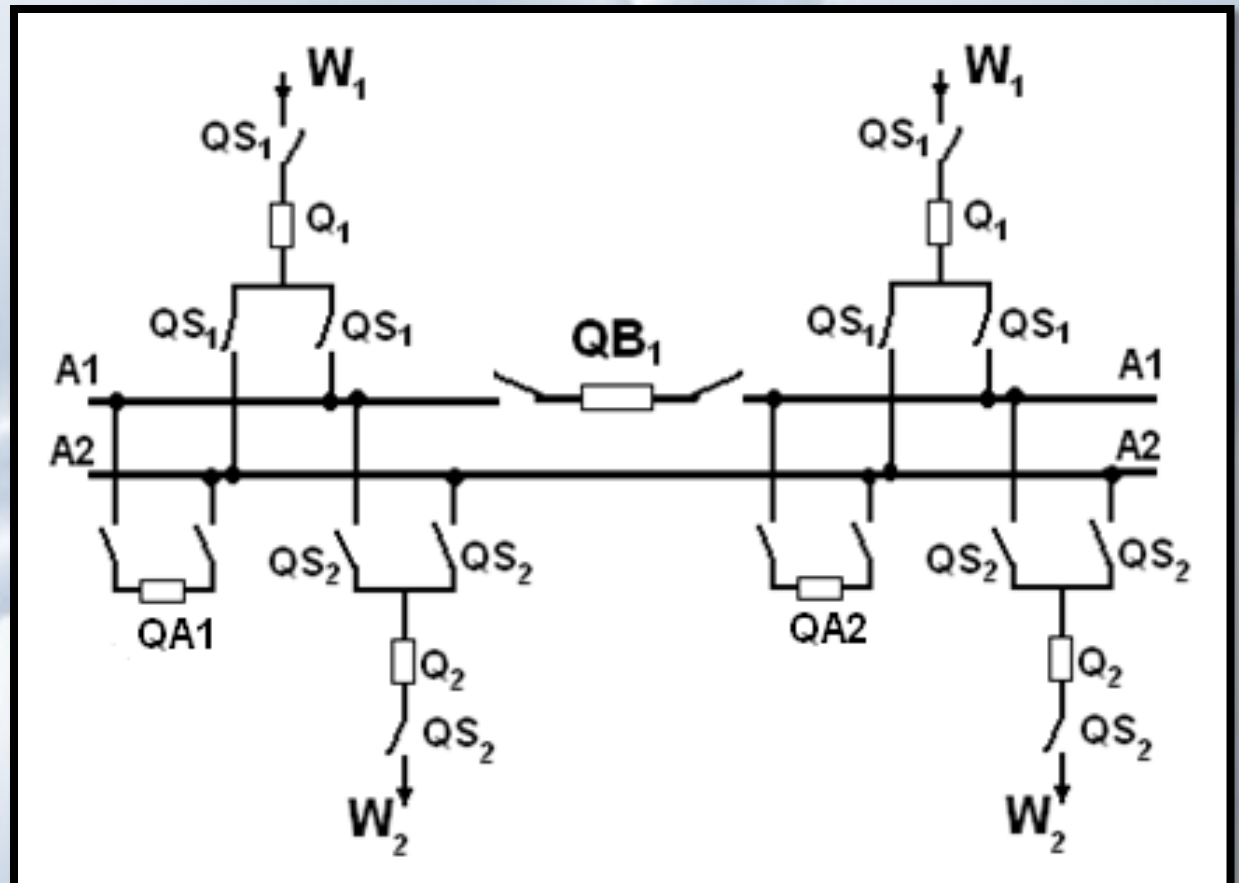 W₁ W₁
QS₁ QS₁
Q₁ Q₁
QS₁ QS₁ QB₁ QS₁ QS₁
A1 A1
A2 A2
QS₂ QS₂ QS₂ QS₂
QA1 QA2
Q₂ Q₂
QS₂ QS₂
W₂ W₂